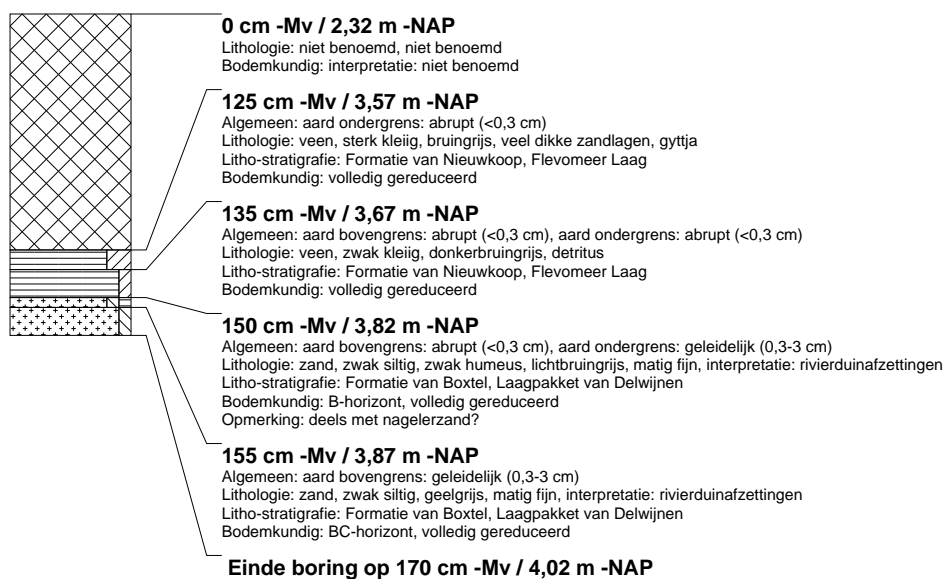 0 cm -Mv / 2,32 m -NAP
Lithologie: niet benoemd, niet benoemd
Bodemkundig: interpretatie: niet benoemd
125 cm -Mv / 3,57 m -NAP
Algemeen: aard ondergrens: abrupt (<0,3 cm)
Lithologie: veen, sterk kleiig, bruingrijs, veel dikke zandlagen, gyttja
Litho-stratigrafie: Formatie van Nieuwkoop, Flevomeer Laag
Bodemkundig: volledig gereduceerd
135 cm -Mv / 3,67 m -NAP
Algemeen: aard bovengrens: abrupt (<0,3 cm), aard ondergrens: abrupt (<0,3 cm)
Lithologie: veen, zwak kleiig, donkerbruingrijs, detritus
Litho-stratigrafie: Formatie van Nieuwkoop, Flevomeer Laag
Bodemkundig: volledig gereduceerd
150 cm -Mv / 3,82 m -NAP
Algemeen: aard bovengrens: abrupt (<0,3 cm), aard ondergrens: geleidelijk (0,3-3 cm)
Lithologie: zand, zwak siltig, zwak humeus, lichtbruingrijs, matig fijn, interpretatie: rivierduinafzettingen
Litho-stratigrafie: Formatie van Boxtel, Laagpakket van Delwijnen
Bodemkundig: B-horizont, volledig gereduceerd
Opmerking: deels met nagelerzand?
155 cm -Mv / 3,87 m -NAP
Algemeen: aard bovengrens: geleidelijk (0,3-3 cm)
Lithologie: zand, zwak siltig, geelgrijs, matig fijn, interpretatie: rivierduinafzettingen
Litho-stratigrafie: Formatie van Boxtel, Laagpakket van Delwijnen
Bodemkundig: BC-horizont, volledig gereduceerd
Einde boring op 170 cm -Mv / 4,02 m -NAP